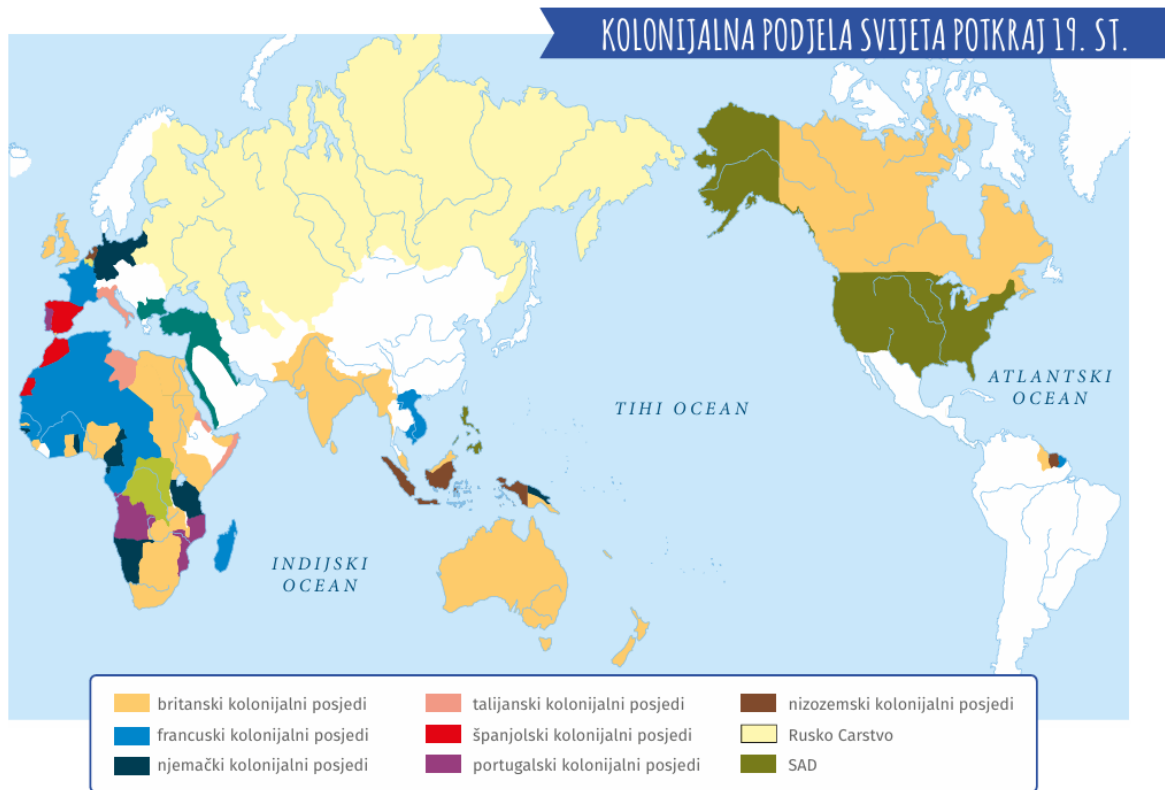 KOLONIJALNA PODJELA SVIJETA POTKRAJ 19. ST.
ATLANTSKI
OCEAN
TIHI OCEAN
INDIJSKI
OCEAN
britanski kolonijalni posjedi
francuski kolonijalni posjedi
njemački kolonijalni posjedi
talijanski kolonijalni posjedi
španjolski kolonijalni posjedi
portugalski kolonijalni posjedi
nizozemski kolonijalni posjedi
Rusko Carstvo
SAD